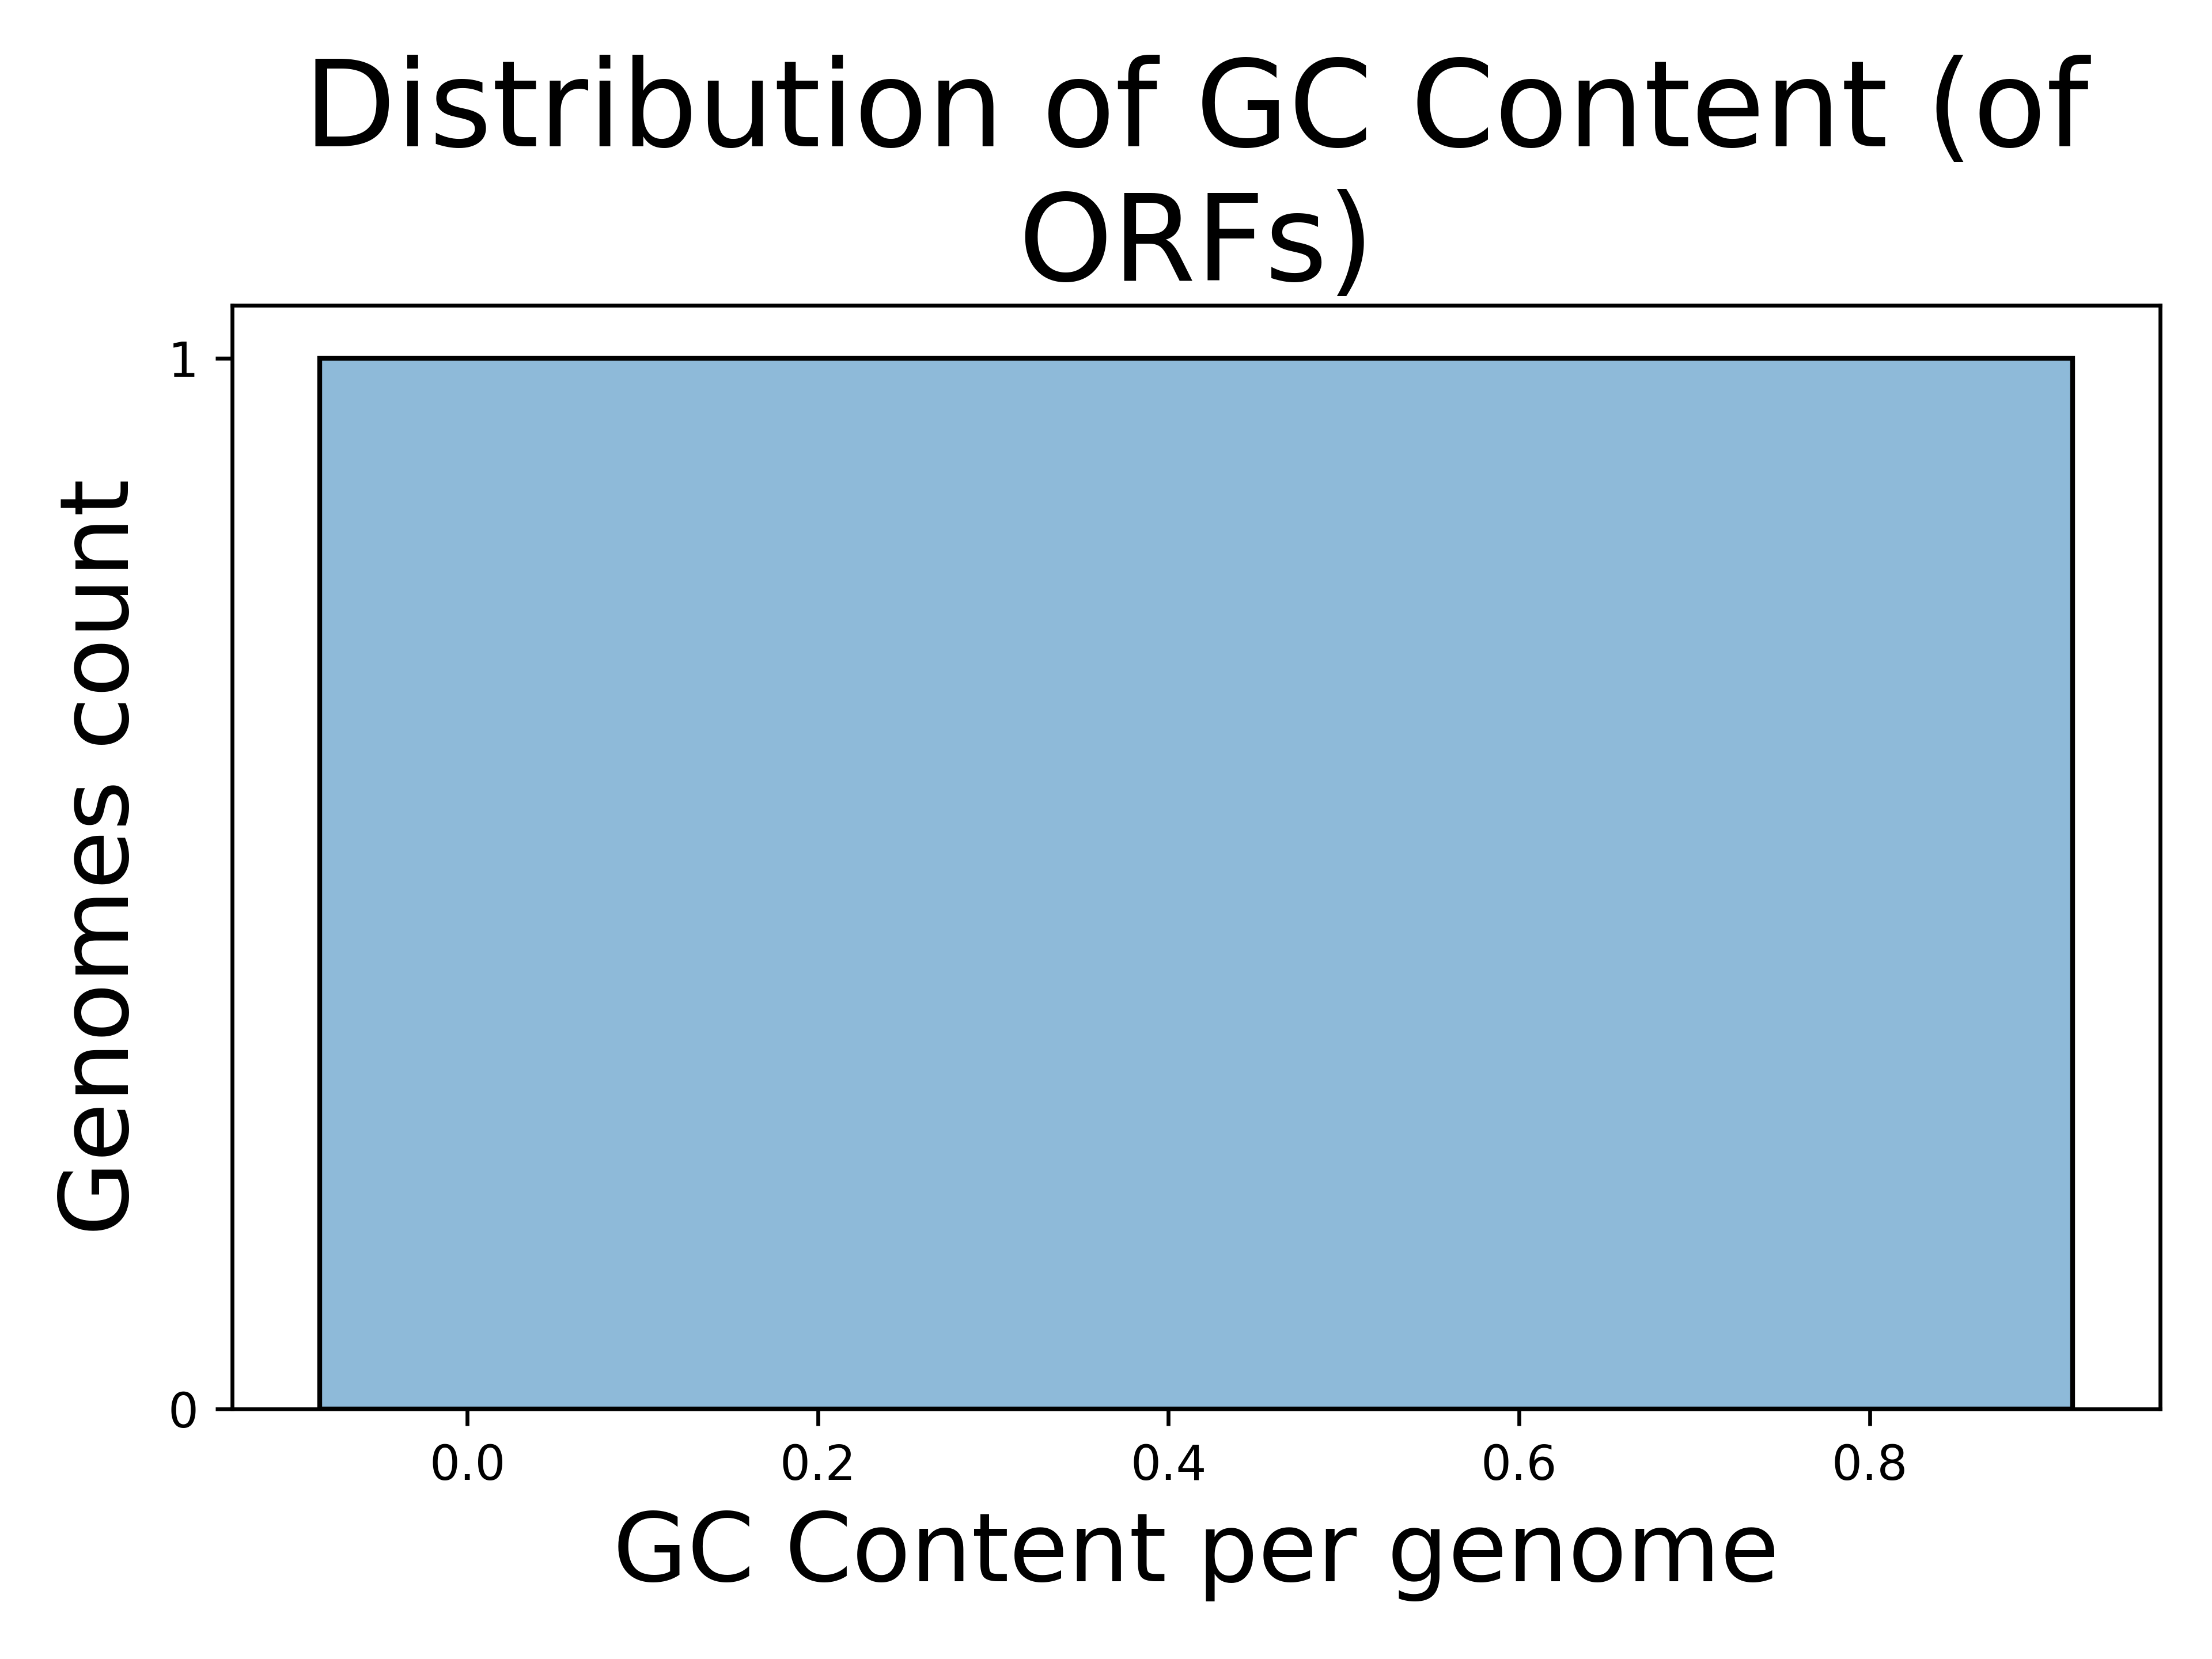 Distribution of GC Content (of
ORFs)
1
Genomes count
0
0.0 0.2 0.4 0.6 0.8
GC Content per genome